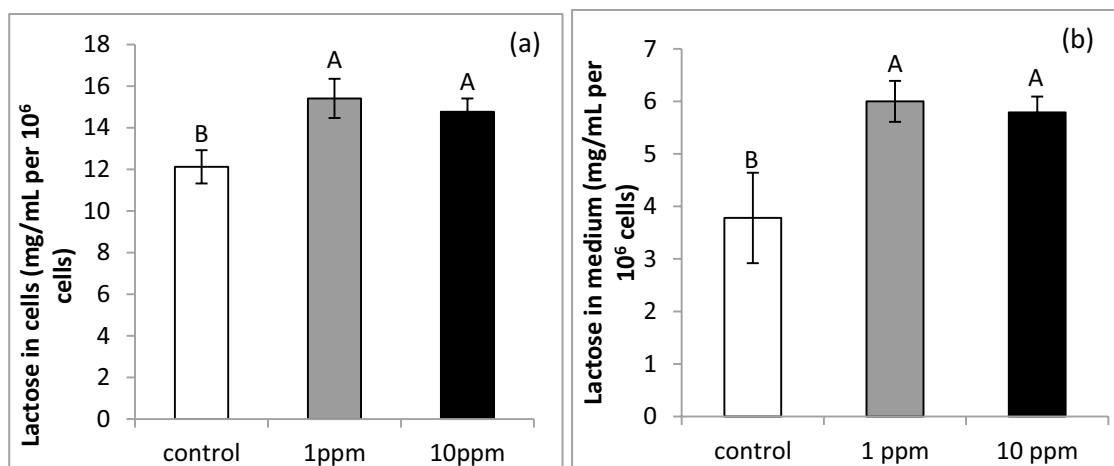 (a)
Lactose in cells (mg/mL per 10⁶
cells)
18
16
14
12
10
8
6
4
2
0
B
A
A
control 1ppm 10ppm
(b)
Lactose in medium (mg/mL per
10⁶ cells)
7
6
5
4
3
2
1
0
B
A
A
control 1 ppm 10 ppm